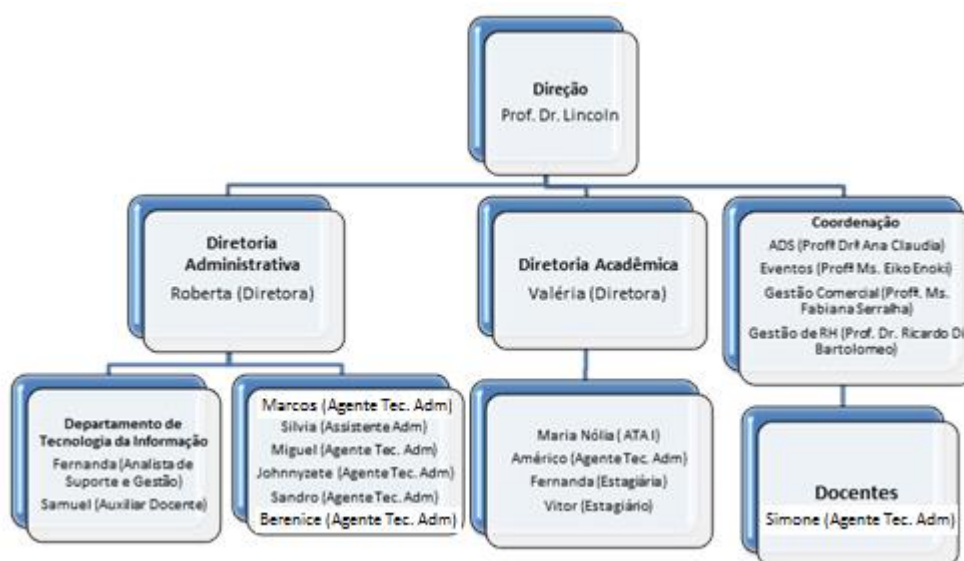 Direção
Prof. Dr. Lincoln
Diretoria
Administrativa
Roberta (Diretora)
Diretoria Acadêmica
Valéria (Diretora)
Coordenação
ADS (Profª Drª Ana Claudia)
Eventos (Profª Ms. Eiko Enoki)
Gestão Comercial (Profª. Ms.
Fabiana Serralha)
Gestão de RH (Prof. Dr. Ricardo Di
Bartolomeo)
Departamento de
Tecnologia da Informação
Fernanda (Analista de
Suporte e Gestão)
Samuel (Auxiliar Docente)
Marcos (Agente Tec. Adm)
Silvia (Assistente Adm)
Miguel (Agente Tec. Adm)
Johnnyzete (Agente Tec. Adm)
Sandro (Agente Tec. Adm)
Berenice (Agente Tec. Adm)
Maria Nólia ( ATA I)
Américo (Agente Tec. Adm)
Fernanda (Estagiária)
Vitor (Estagiário)
Docentes
Simone (Agente Tec. Adm)